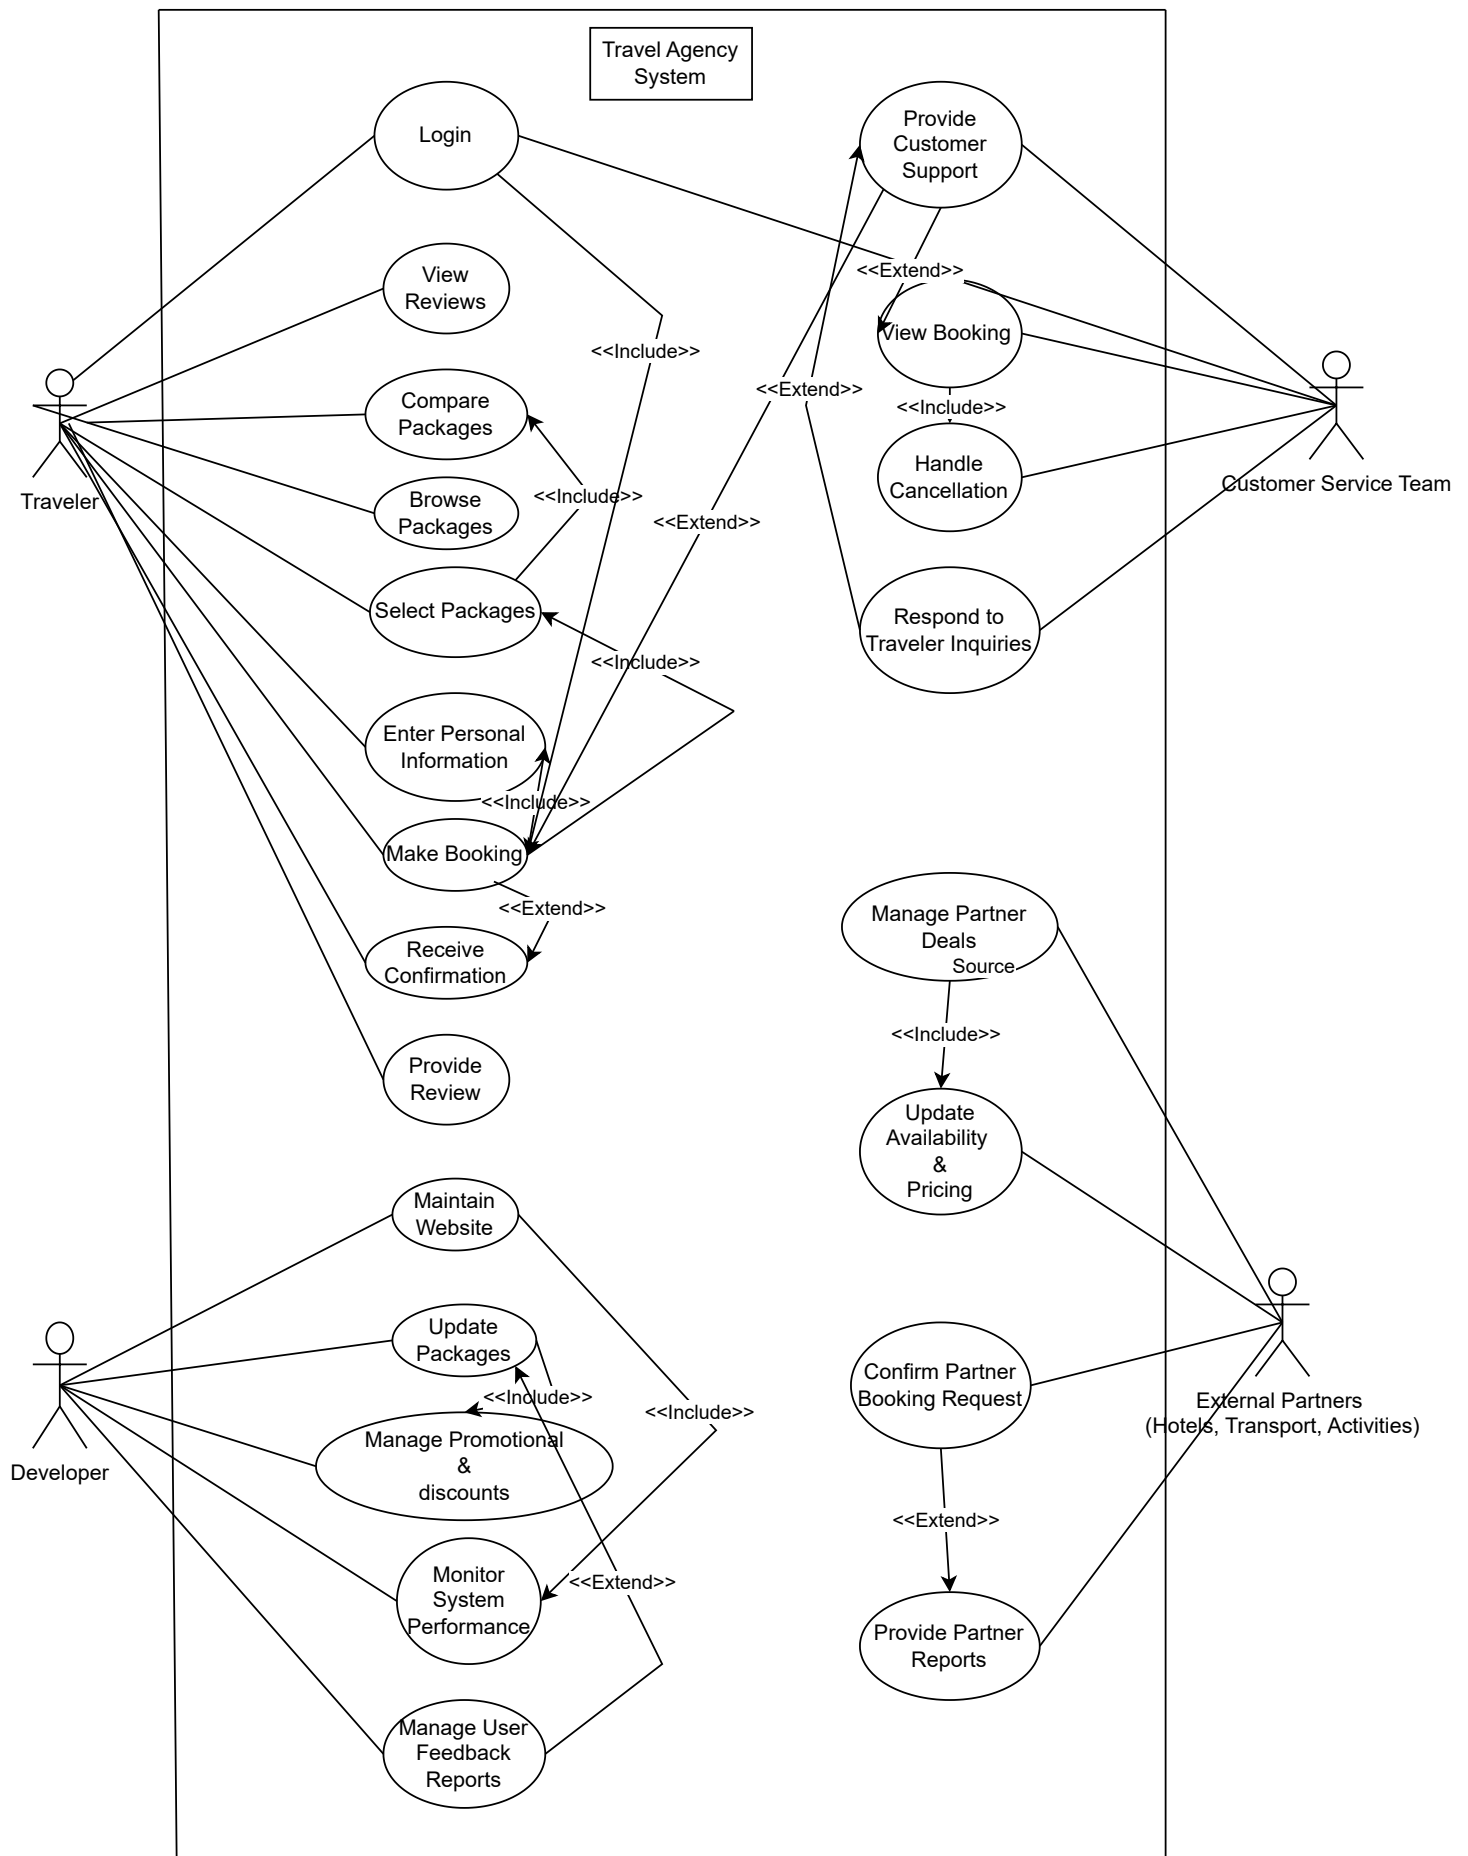 Travel Agency
System
Login
Provide
Customer
Support
View
Reviews
<<Extend>>
View Booking
<<Include>>
<<Extend>>
Compare
Packages
<<Include>>
Handle
Cancellation
Traveler
Customer Service Team
<<Include>>
Browse
Packages
<<Extend>>
Select Packages
Respond to
Traveler Inquiries
<<Include>>
Enter Personal
Information
<<Include>>
Make Booking
<<Extend>>
Receive
Confirmation
Manage Partner
Deals
Source
<<Include>>
Provide
Review
Update
Availability
&
Pricing
Maintain
Website
Update
Packages
<<Include>>
<<Include>>
Confirm Partner
Booking Request
External Partners
(Hotels, Transport, Activities)
Manage Promotional
&
discounts
Developer
<<Extend>>
Monitor
System
Performance
<<Extend>>
Provide Partner
Reports
Manage User
Feedback
Reports